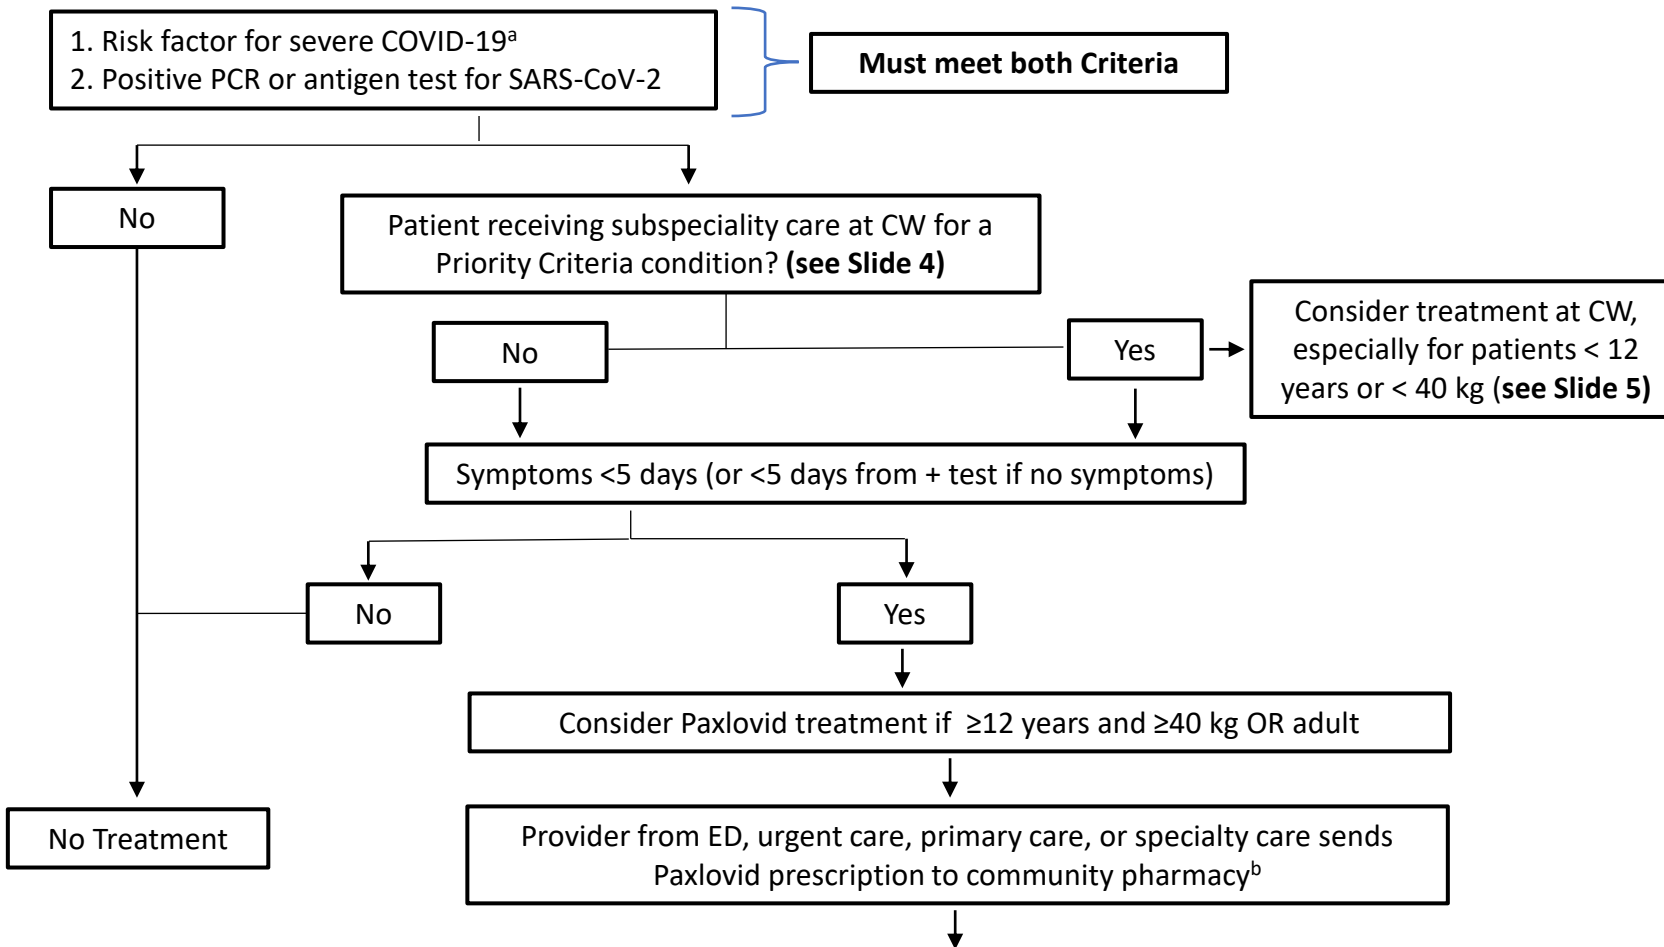 1. Risk factor for severe COVID-19ᵃ
2. Positive PCR or antigen test for SARS-CoV-2
Must meet both Criteria
No
Patient receiving subspeciality care at CW for a
Priority Criteria condition? (see Slide 4)
No
Yes
Consider treatment at CW,
especially for patients < 12
years or < 40 kg (see Slide 5)
Symptoms <5 days (or <5 days from + test if no symptoms)
No
Yes
Consider Paxlovid treatment if ≥12 years and ≥40 kg OR adult
No Treatment
Provider from ED, urgent care, primary care, or specialty care sends
Paxlovid prescription to community pharmacyᵇ